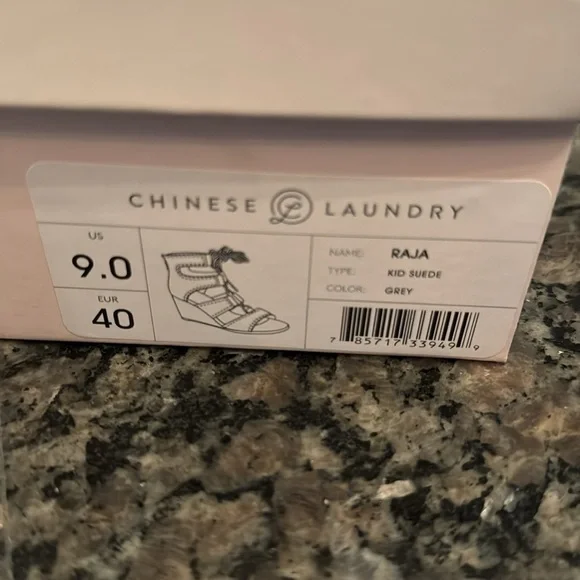 CHINESE LAUNDRY
US
9.0
EUR
40
NAME: RAJA
TYPE: KID SUEDE
COLOR: GREY
7 85717 33949 9